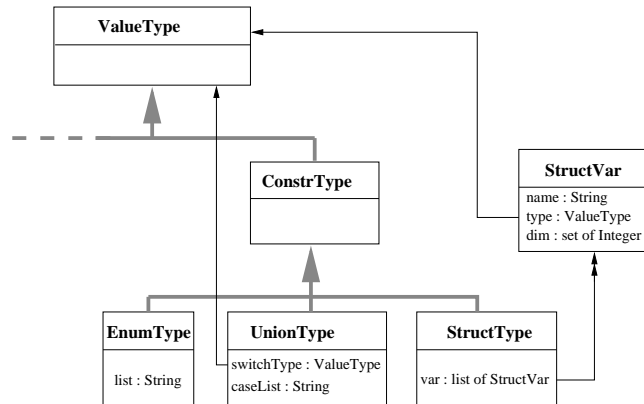 ValueType
ConstrType
StructVar
name : String
type : ValueType
dim : set of Integer
EnumType
list : String
UnionType
switchType : ValueType
caseList : String
StructType
var : list of StructVar